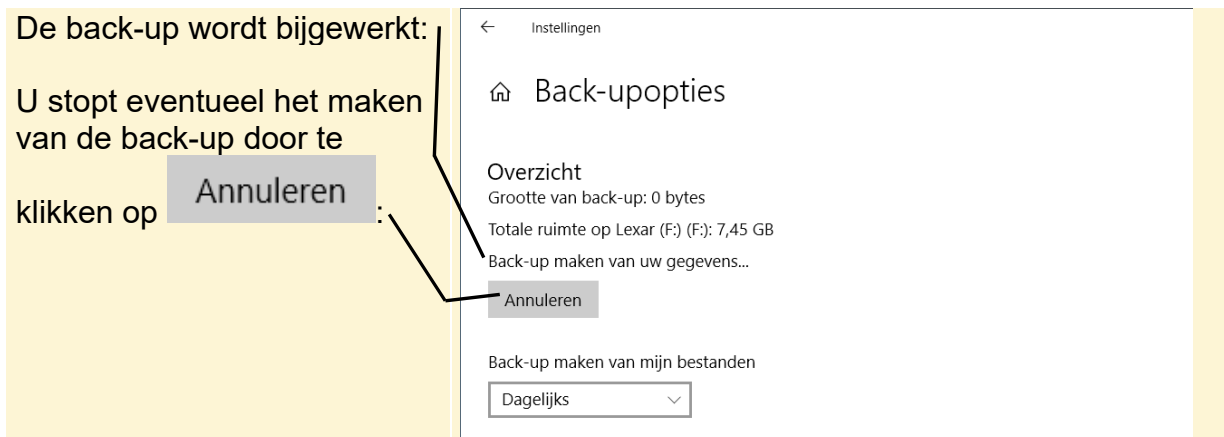 De back-up wordt bijgewerkt:
U stopt eventueel het maken
van de back-up door te
klikken op Annuleren :
Instellingen
Back-upopties
Overzicht
Grootte van back-up: 0 bytes
Totale ruimte op Lexar (F:) (F:): 7,45 GB
Back-up maken van uw gegevens...
Annuleren
Back-up maken van mijn bestanden
Dagelijks